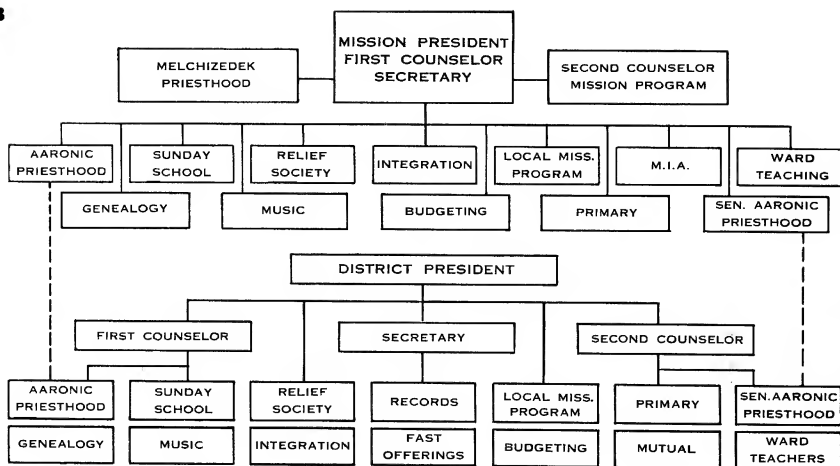 MISSION PRESIDENT
FIRST COUNSELOR
SECRETARY
MELCHIZEDEK
PRIESTHOOD
SECOND COUNSELOR
MISSION PROGRAM
AARONIC
PRIESTHOOD
SUNDAY
SCHOOL
RELIEF
SOCIETY
INTEGRATION
LOCAL MISS.
PROGRAM
M.I.A.
WARD
TEACHING
GENEALOGY
MUSIC
BUDGETING
PRIMARY
SEN. AARONIC
PRIESTHOOD
DISTRICT PRESIDENT
FIRST COUNSELOR
SECRETARY
SECOND COUNSELOR
AARONIC
PRIESTHOOD
SUNDAY
SCHOOL
RELIEF
SOCIETY
RECORDS
LOCAL MISS.
PROGRAM
PRIMARY
SEN.AARONIC
PRIESTHOOD
GENEALOGY
MUSIC
INTEGRATION
FAST
OFFERINGS
BUDGETING
MUTUAL
WARD
TEACHERS